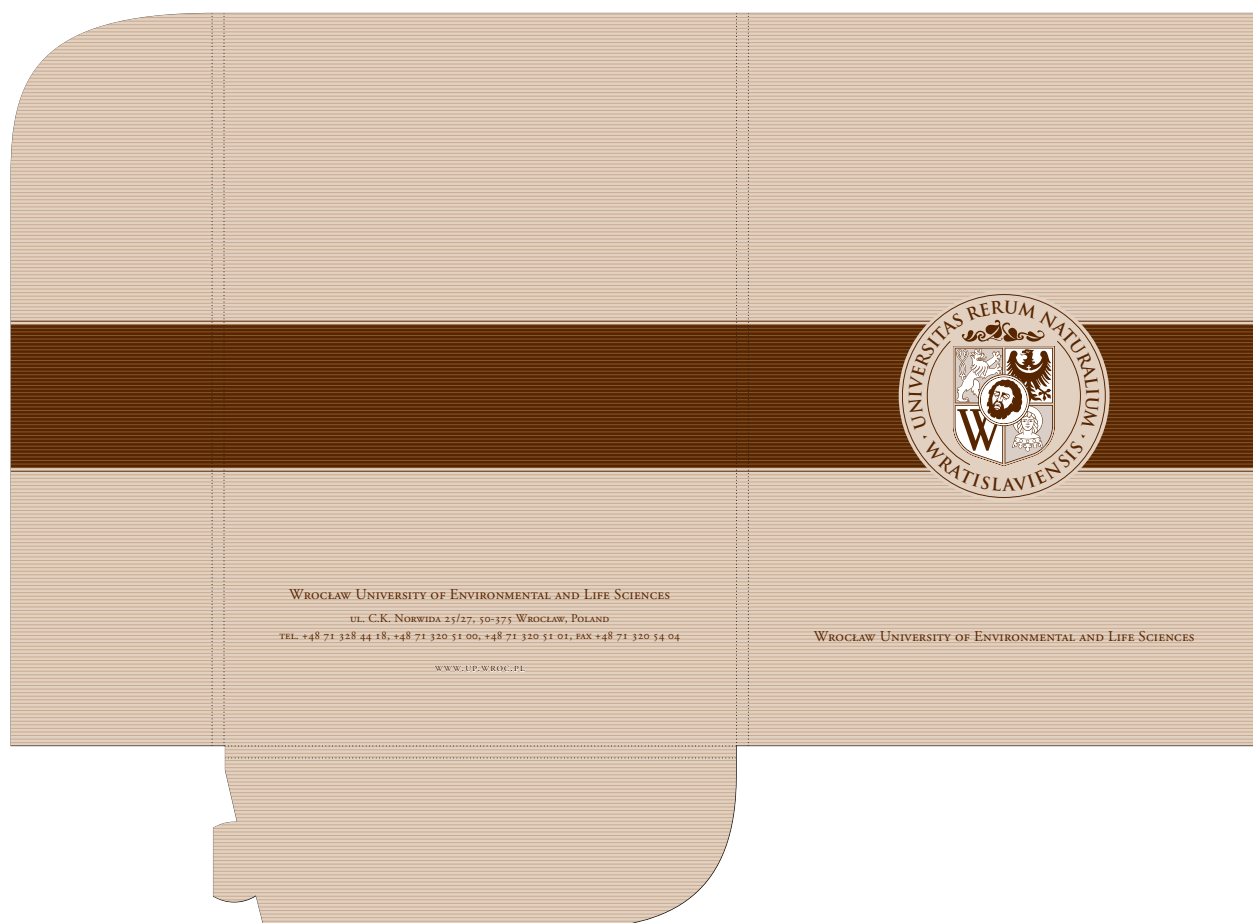 UNIVERSITAS RERUM NATURALIUM
· WRATISLAVIENSIS ·
W
Wrocław University of Environmental and Life Sciences
ul. C.K. Norwida 25/27, 50-375 Wrocław, Poland
tel. +48 71 328 44 18, +48 71 320 51 00, +48 71 320 51 01, fax +48 71 320 54 04
www.up.wroc.pl
Wrocław University of Environmental and Life Sciences